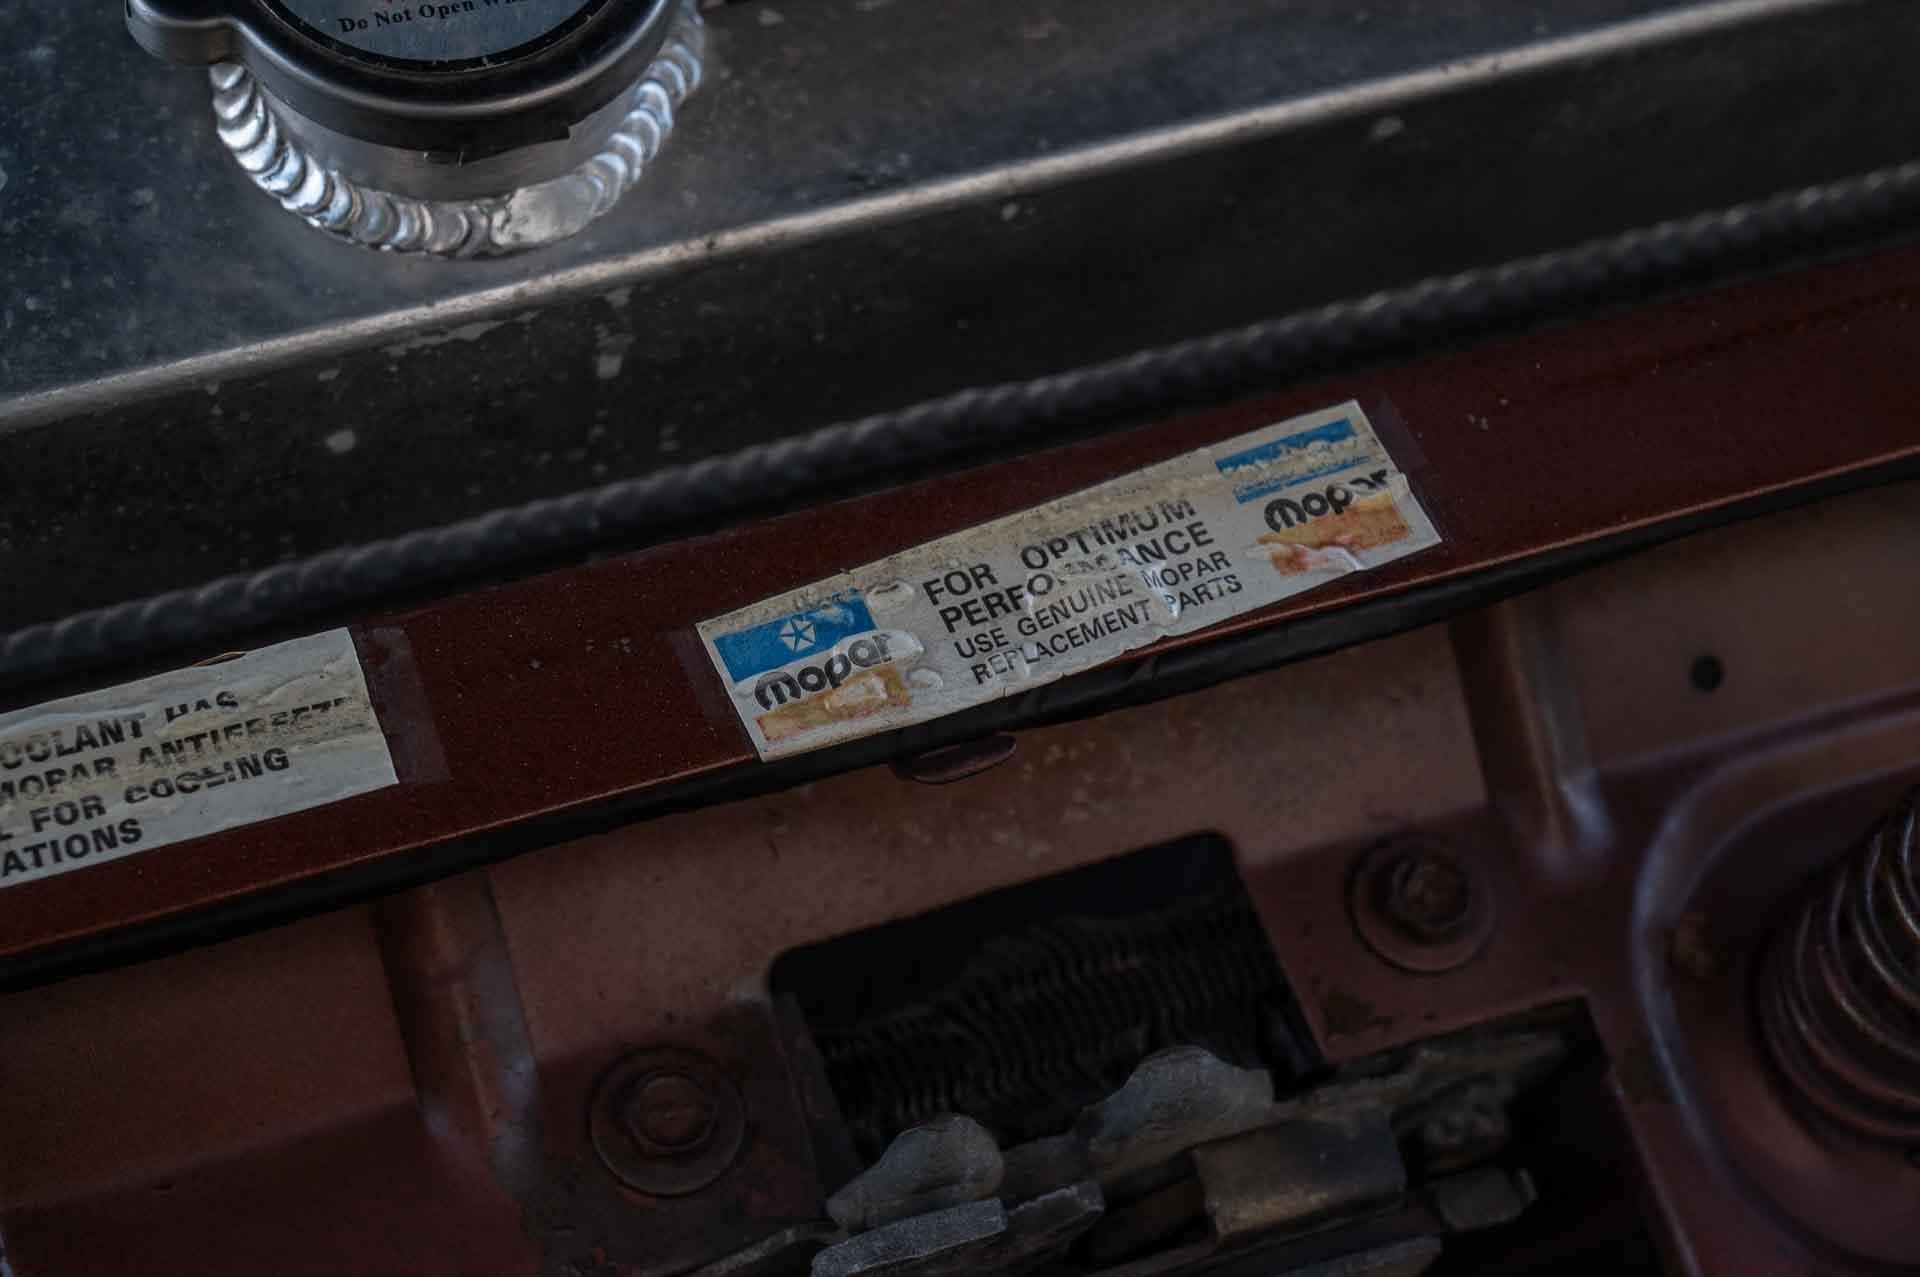 Do Not Open
mopar
FOR OPTIMUM
PERFORMANCE
USE GENUINE MOPAR
REPLACEMENT PARTS
mopar
COOLANT HAS
MOPAR ANTIFREEZE
FOR COOLING
ATIONS